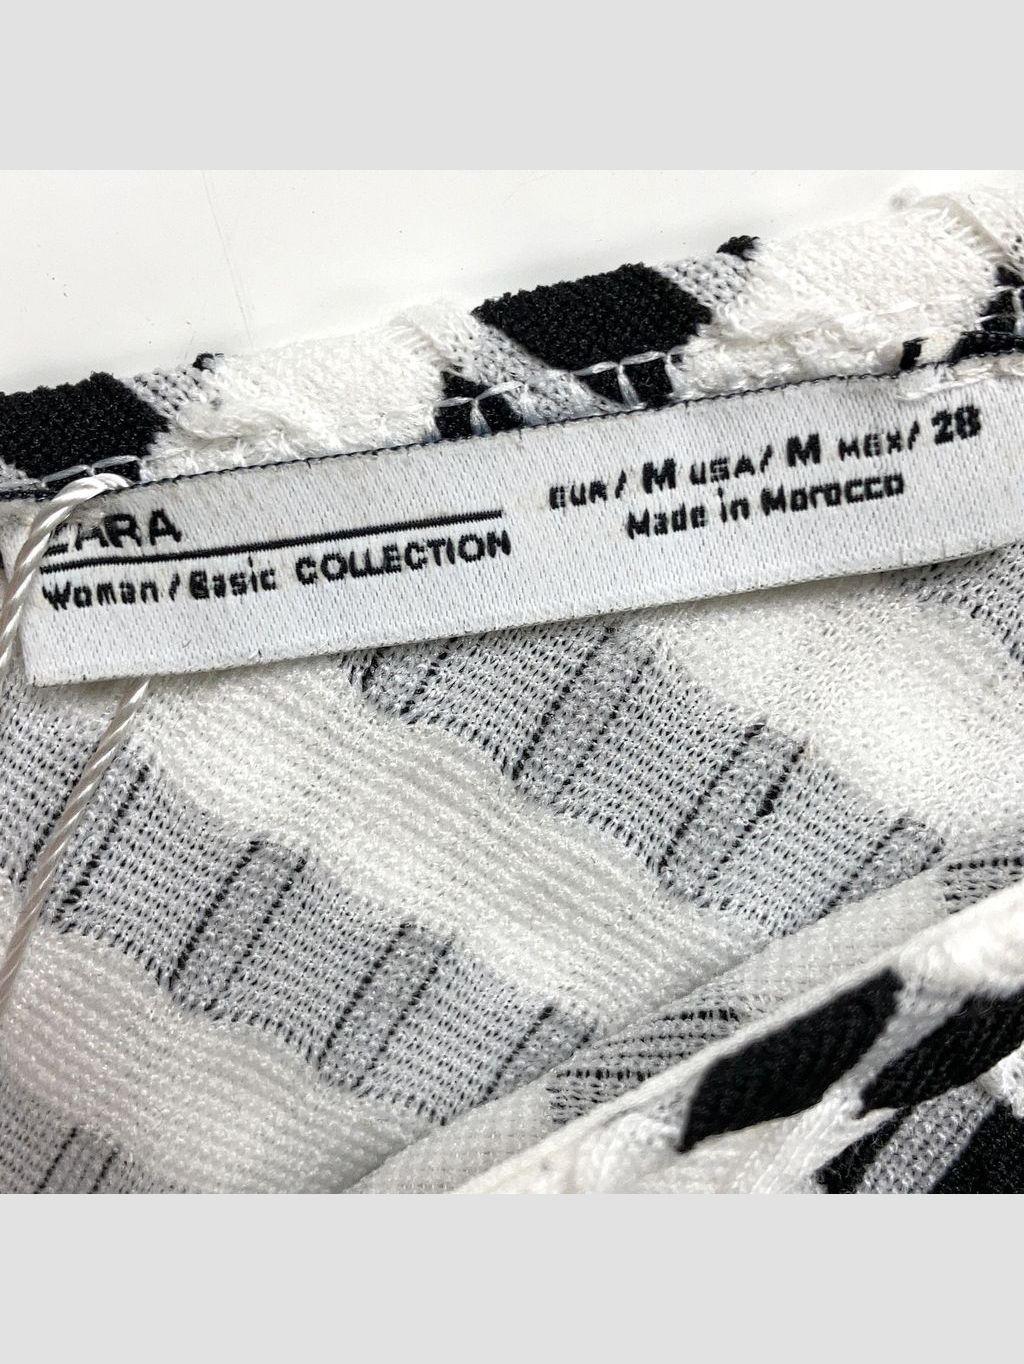 ZARA
Woman / Basic COLLECTION
EUR/ M USA/ M MEX/ 28
Made in Morocco